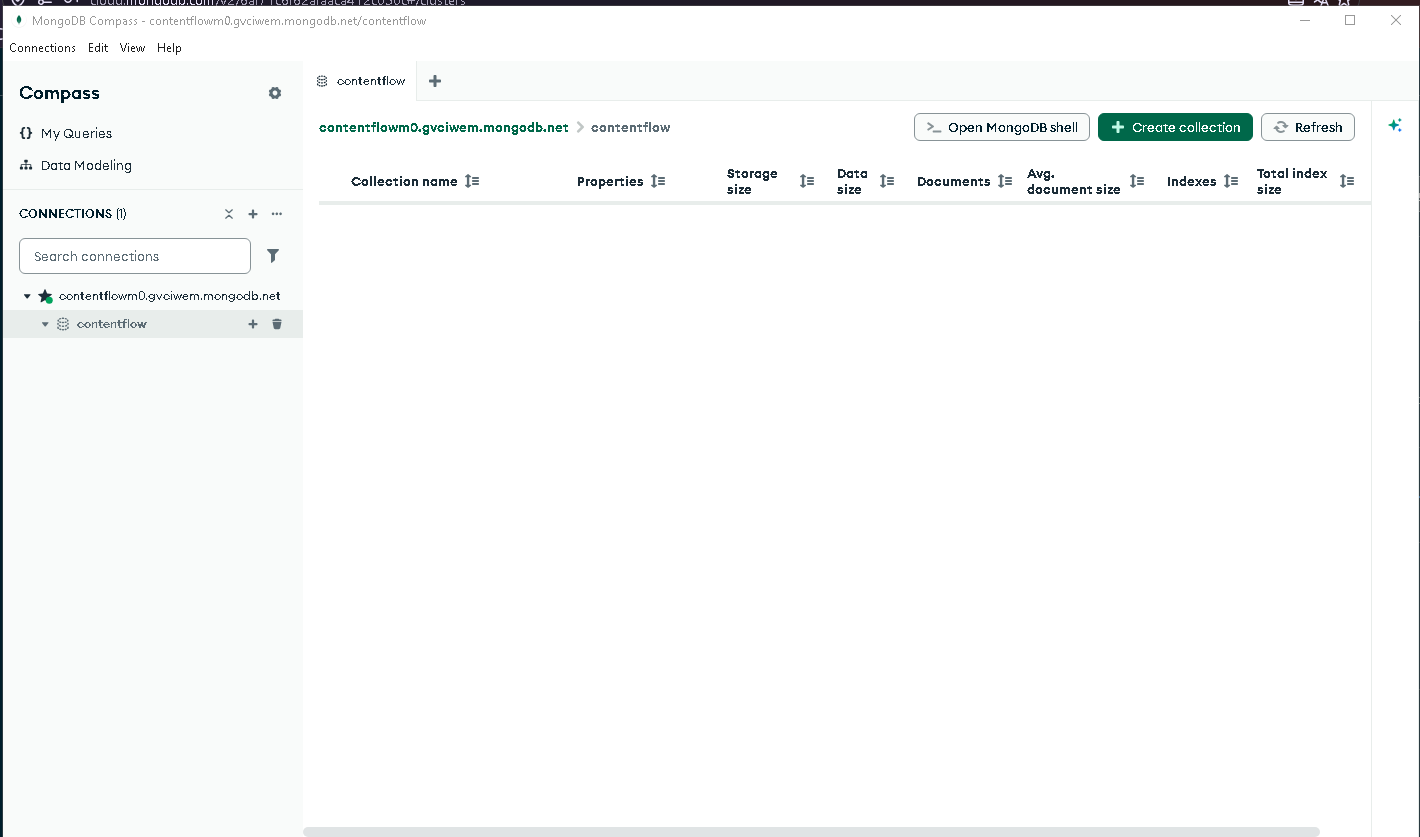 MongoDB Compass - contentflowm0.gvciwem.mongodb.net/contentflow
Connections Edit View Help
Compass
My Queries
Data Modeling
CONNECTIONS (1)
Search connections
contentflowm0.gvciwem.mongodb.net
contentflow
contentflow
contentflowm0.gvciwem.mongodb.net > contentflow
Open MongoDB shell
Create collection
Refresh
Collection name Properties Storage size Data size Documents Avg. document size Indexes Total index size